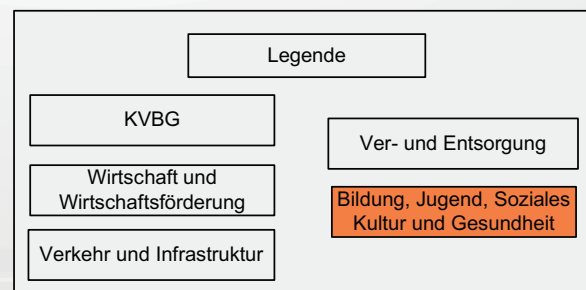 Legende
KVBG
Wirtschaft und
Wirtschaftsförderung
Verkehr und Infrastruktur
Ver- und Entsorgung
Bildung, Jugend, Soziales
Kultur und Gesundheit